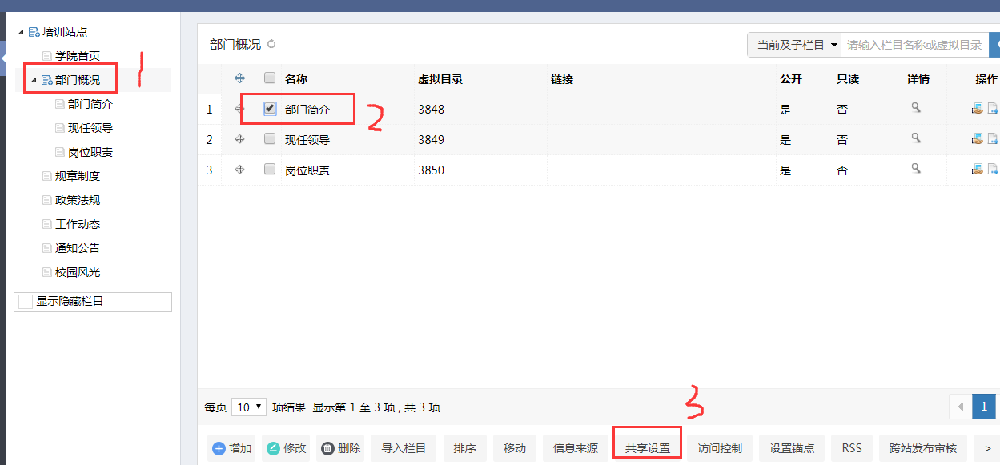 培训站点
学院首页
部门概况
部门简介
现任领导
岗位职责
规章制度
政策法规
工作动态
通知公告
校园风光
显示隐藏栏目
1
部门概况
当前及子栏目 请输入栏目名称或虚拟目录
名称 虚拟目录 链接 公开 只读 详情 操作
1 部门简介 3848 是 否
2
2 现任领导 3849 是 否
3 岗位职责 3850 是 否
每页 10 项结果 显示第 1 至 3 项 , 共 3 项 1
3
增加 修改 删除 导入栏目 排序 移动 信息来源 共享设置 访问控制 设置锚点 RSS 跨站发布审核 >